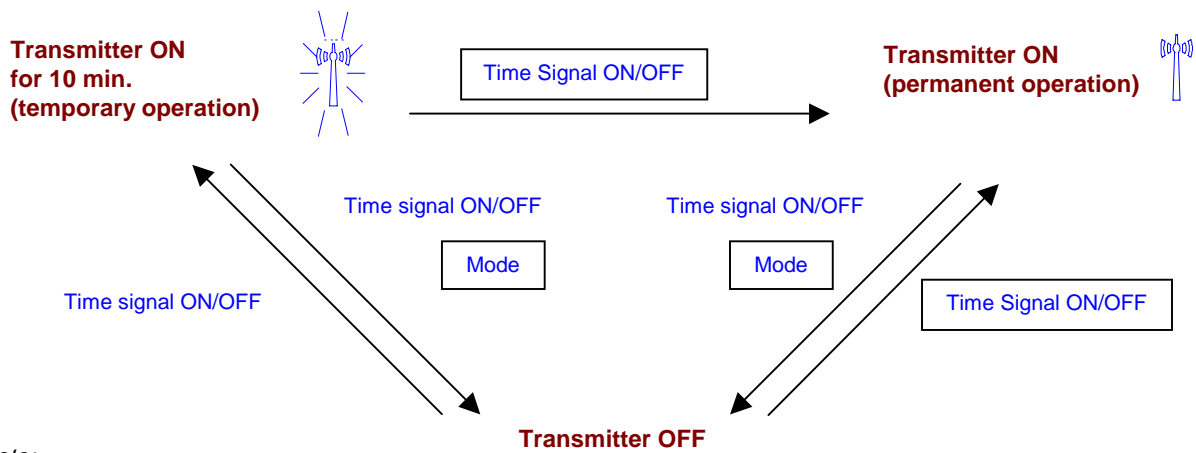 Transmitter ON
for 10 min.
(temporary operation)
Time Signal ON/OFF
Transmitter ON
(permanent operation)
Time signal ON/OFF
Time signal ON/OFF
Mode
Mode
Time signal ON/OFF
Time Signal ON/OFF
Transmitter OFF